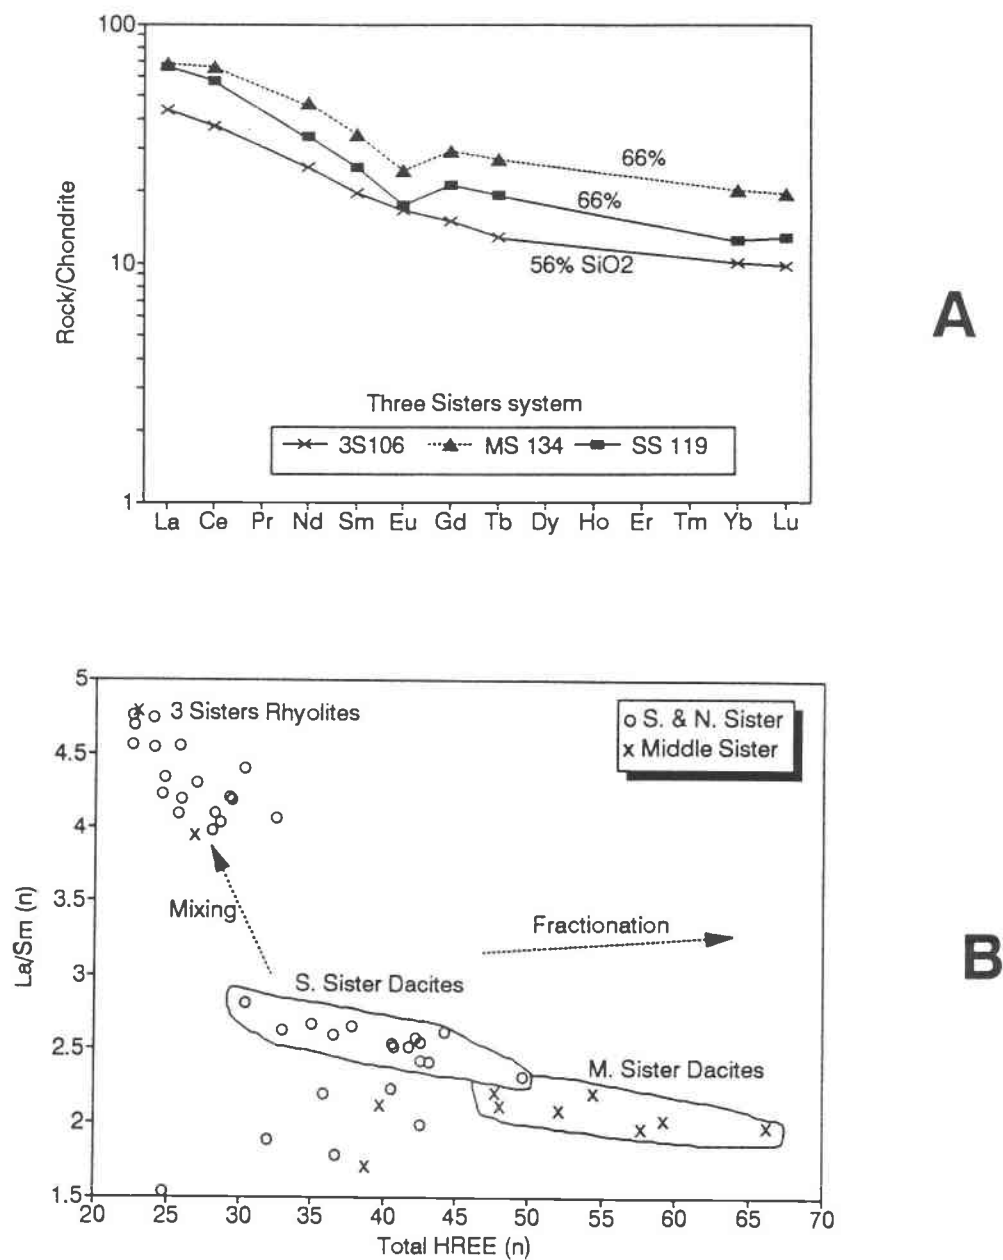 100
66%
66%
10
56% SiO2
Rock/Chondrite
A
Three Sisters system
3S106 MS 134 SS 119
1
La Ce Pr Nd Sm Eu Gd Tb Dy Ho Er Tm Yb Lu
5
3 Sisters Rhyolites
o S. & N. Sister
x Middle Sister
4.5
4
3.5
Mixing
Fractionation
La/Sm (n)
B
3
S. Sister Dacites
2.5
M. Sister Dacites
2
1.5
20 25 30 35 40 45 50 55 60 65 70
Total HREE (n)